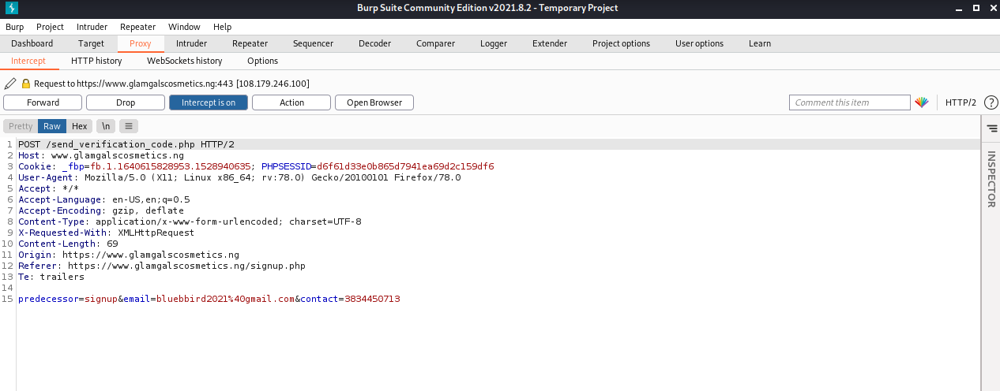 Burp Suite Community Edition v2021.8.2 - Temporary Project
Burp Project Intruder Repeater Window Help
Dashboard Target Proxy Intruder Repeater Sequencer Decoder Comparer Logger Extender Project options User options Learn
Intercept HTTP history WebSockets history Options
Request to https://www.glamgalscosmetics.ng:443 [108.179.246.100]
Forward Drop Intercept is on Action Open Browser Comment this item HTTP/2 ?
Pretty Raw Hex \n
INSPECTOR
1 POST /send_verification_code.php HTTP/2
2 Host: www.glamgalscosmetics.ng
3 Cookie: _fbp=fb.1.1640615828953.1528940635; PHPSESSID=d6f61d33e0b865d7941ea69d2c159df6
4 User-Agent: Mozilla/5.0 (X11; Linux x86_64; rv:78.0) Gecko/20100101 Firefox/78.0
5 Accept: */*
6 Accept-Language: en-US,en;q=0.5
7 Accept-Encoding: gzip, deflate
8 Content-Type: application/x-www-form-urlencoded; charset=UTF-8
9 X-Requested-With: XMLHttpRequest
10 Content-Length: 69
11 Origin: https://www.glamgalscosmetics.ng
12 Referer: https://www.glamgalscosmetics.ng/signup.php
13 Te: trailers
14
15 predecessor=signup&email=bluebbird2021%40gmail.com&contact=3834450713